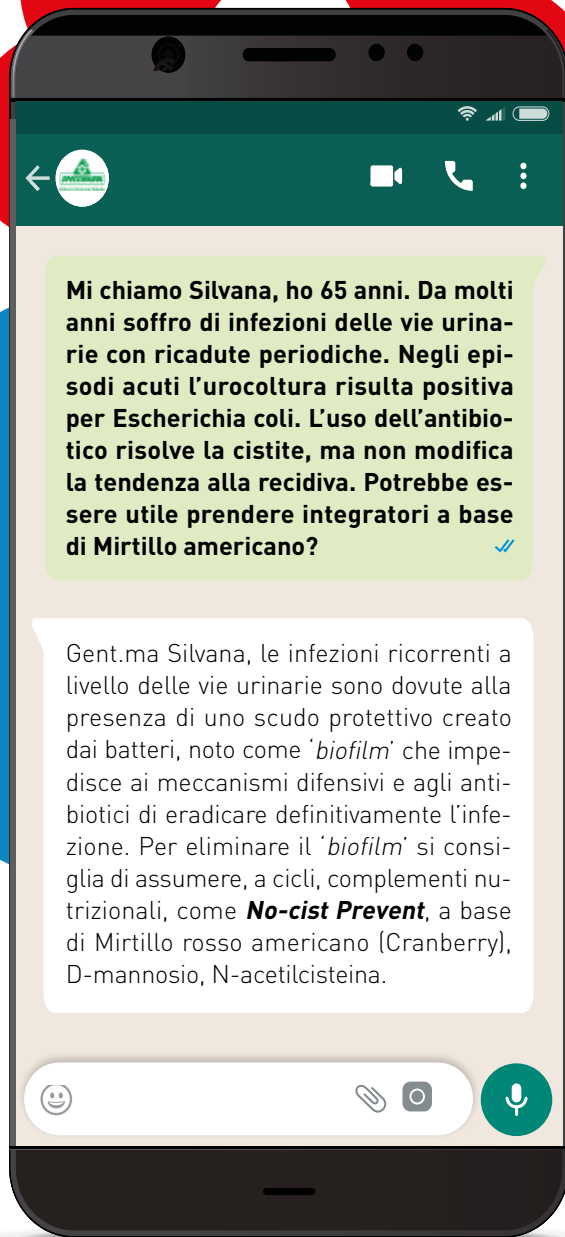 Mi chiamo Silvana, ho 65 anni. Da molti
anni soffro di infezioni delle vie urina-
rie con ricadute periodiche. Negli epi-
sodi acuti l’urocoltura risulta positiva
per Escherichia coli. L’uso dell’antibio-
tico risolve la cistite, ma non modifica
la tendenza alla recidiva. Potrebbe es-
sere utile prendere integratori a base
di Mirtillo americano?
Gent.ma Silvana, le infezioni ricorrenti a
livello delle vie urinarie sono dovute alla
presenza di uno scudo protettivo creato
dai batteri, noto come ‘biofilm’ che impe-
disce ai meccanismi difensivi e agli anti-
biotici di eradicare definitivamente l’infe-
zione. Per eliminare il ‘biofilm’ si consi-
glia di assumere, a cicli, complementi nu-
trizionali, come No-cist Prevent, a base
di Mirtillo rosso americano (Cranberry),
D-mannosio, N-acetilcisteina.